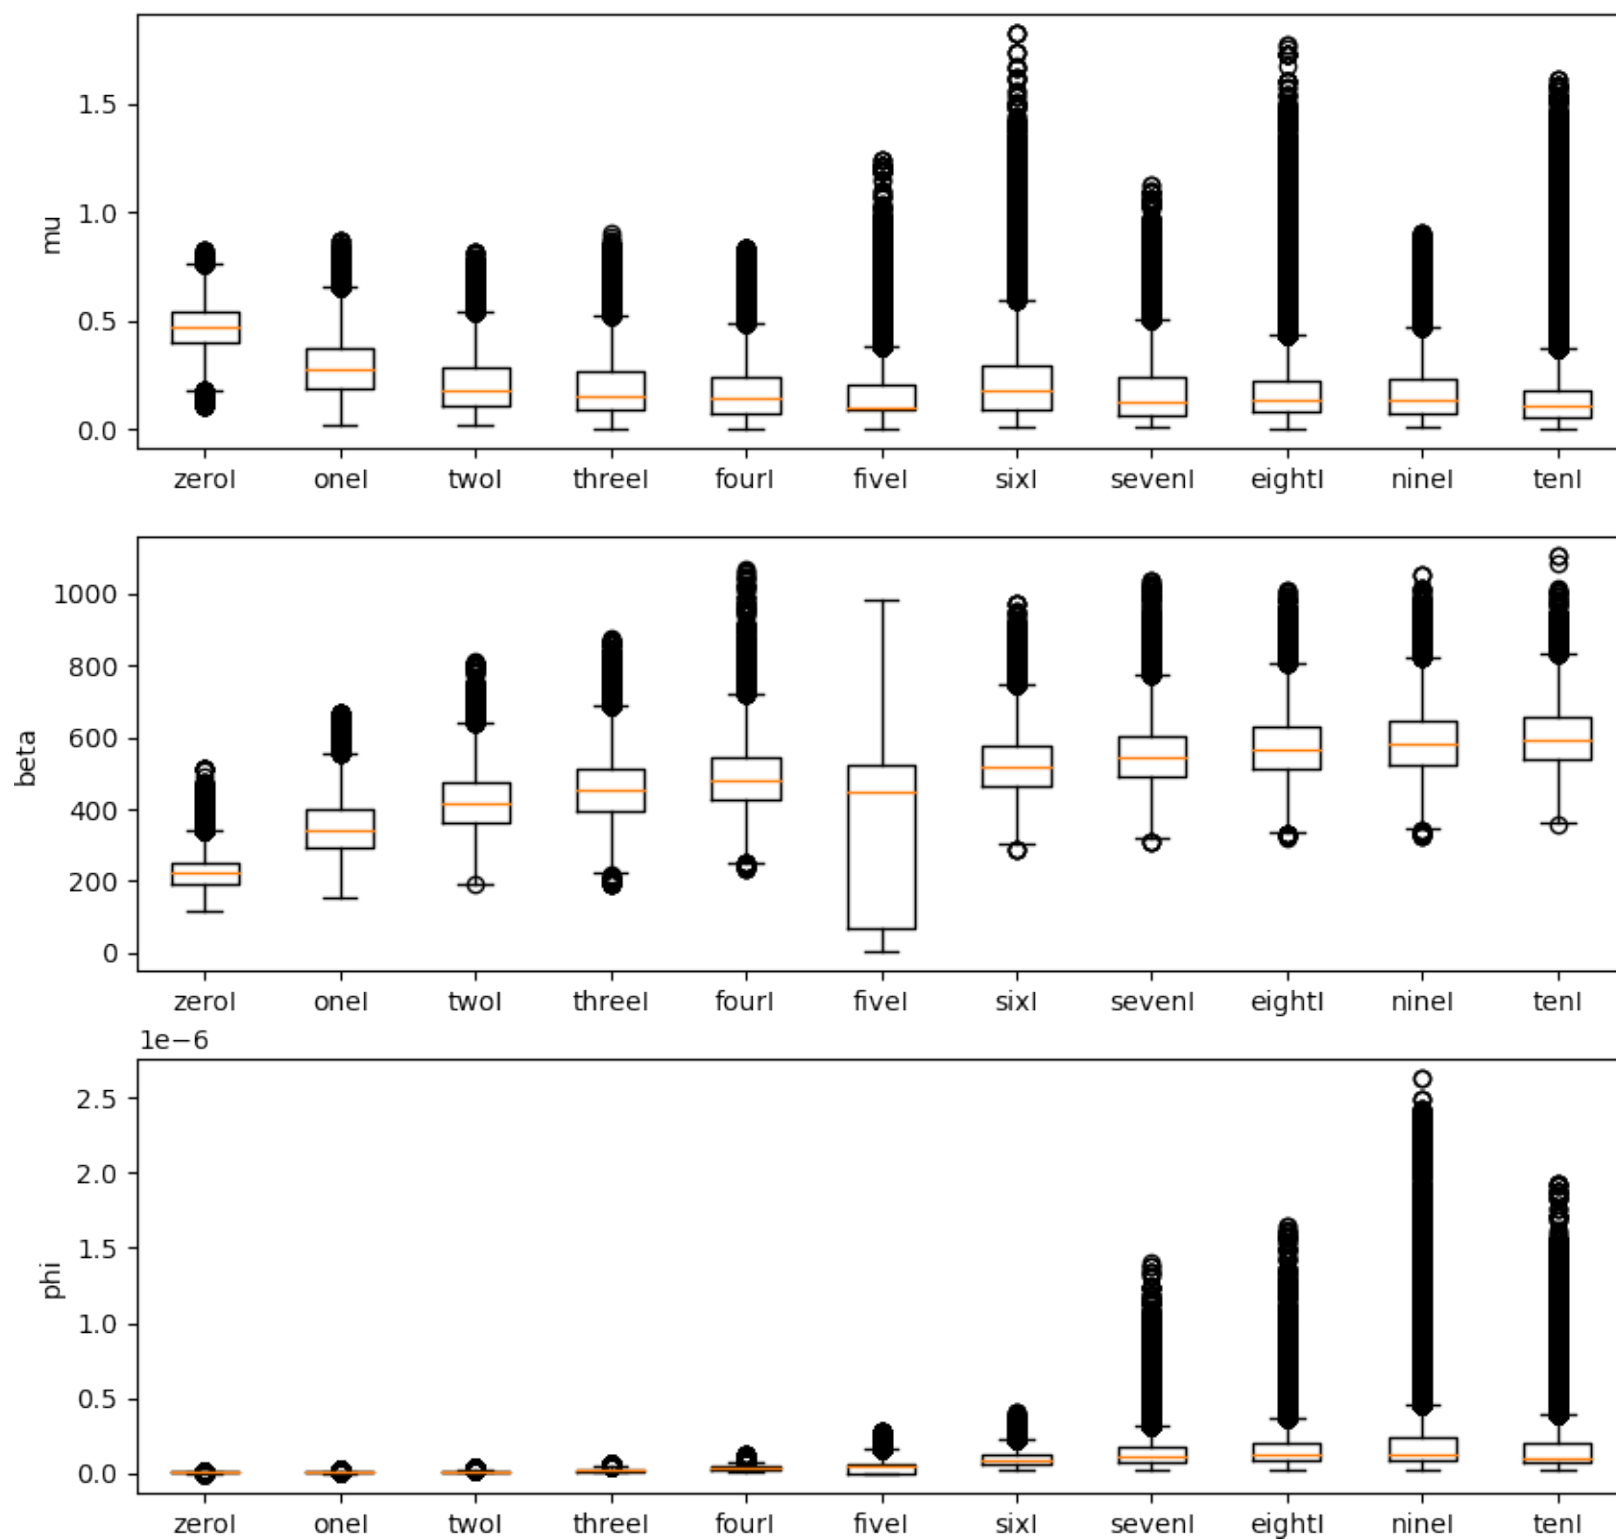 mu
1.5
1.0
0.5
0.0
zeroI oneI twoI threeI fourI fiveI sixI sevenI eightI nineI tenI
beta
1000
800
600
400
200
0
zeroI oneI twoI threeI fourI fiveI sixI sevenI eightI nineI tenI
1e−6
phi
2.5
2.0
1.5
1.0
0.5
0.0
zeroI oneI twoI threeI fourI fiveI sixI sevenI eightI nineI tenI